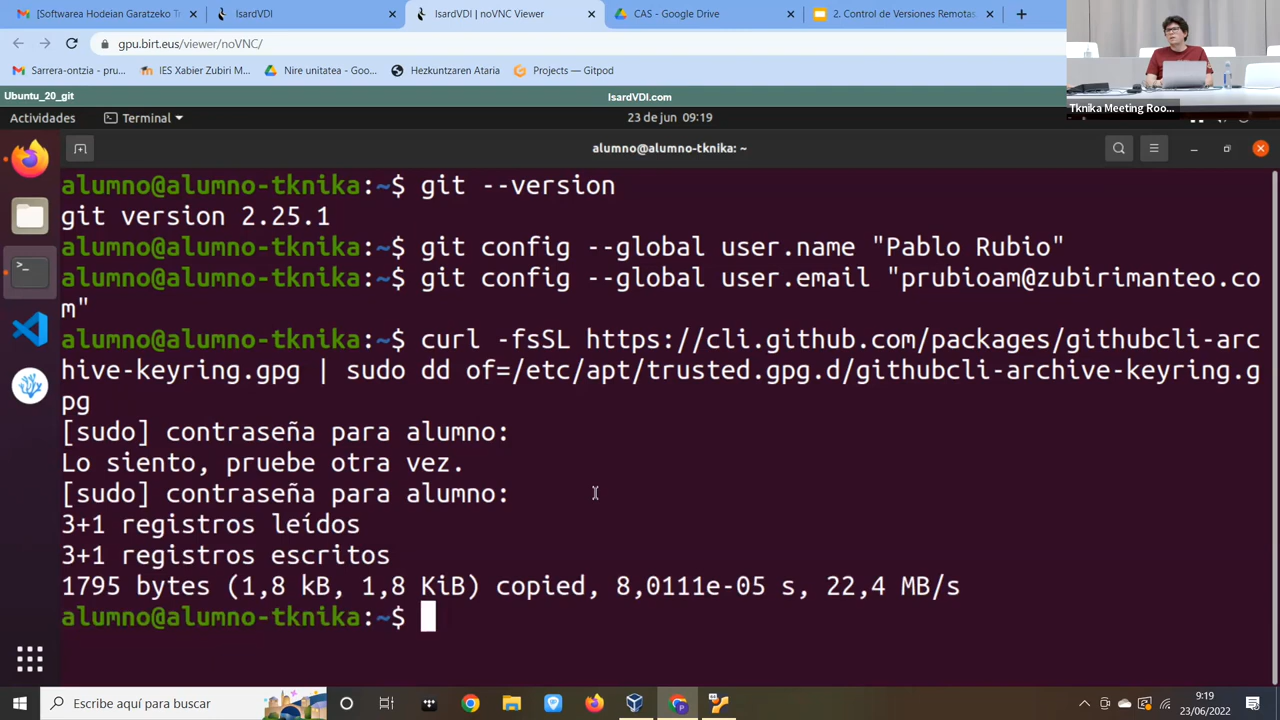 [Softwarea Hodeian Garatzeko T
IsardVDI
IsardVDI | noVNC Viewer
CAS - Google Drive
2. Control de Versiones Remotas.
gpu.birt.eus/viewer/noVNC/
Sarrera-ontzia - pru...
IES Xabier Zubiri M...
Nire unitatea - Goo...
Hezkuntzaren Ataria
Projects — Gitpod
Tknika Meeting Roo...
Ubuntu_20_git
IsardVDI.com
Actividades
Terminal
23 de jun 09:19
alumno@alumno-tknika: ~
alumno@alumno-tknika:~$ git --version
git version 2.25.1
alumno@alumno-tknika:~$ git config --global user.name "Pablo Rubio"
alumno@alumno-tknika:~$ git config --global user.email "prubioam@zubirimanteo.co
m"
alumno@alumno-tknika:~$ curl -fsSL https://cli.github.com/packages/githubcli-arc
hive-keyring.gpg | sudo dd of=/etc/apt/trusted.gpg.d/githubcli-archive-keyring.g
pg
[sudo] contraseña para alumno:
Lo siento, pruebe otra vez.
[sudo] contraseña para alumno:
3+1 registros leídos
3+1 registros escritos
1795 bytes (1,8 kB, 1,8 KiB) copied, 8,0111e-05 s, 22,4 MB/s
alumno@alumno-tknika:~$
Escribe aquí para buscar
9:19
23/06/2022